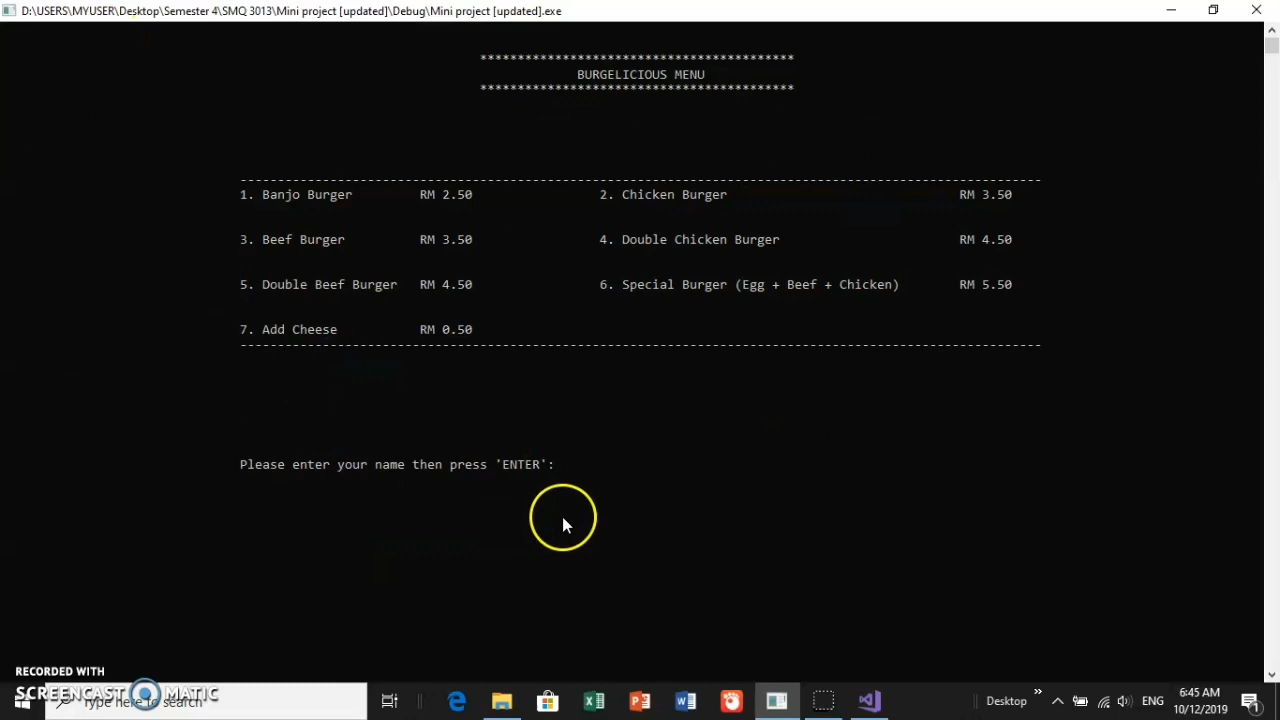 D:\USERS\MYUSER\Desktop\Semester 4\SMQ 3013\Mini project [updated]\Debug\Mini project [updated].exe
******************************************
BURGELICIOUS MENU
******************************************
-----------------------------------------------------------------------------------------------------------
1. Banjo Burger RM 2.50 2. Chicken Burger RM 3.50
3. Beef Burger RM 3.50 4. Double Chicken Burger RM 4.50
5. Double Beef Burger RM 4.50 6. Special Burger (Egg + Beef + Chicken) RM 5.50
7. Add Cheese RM 0.50
-----------------------------------------------------------------------------------------------------------
Please enter your name then press 'ENTER':
RECORDED WITH
SCREENCAST MATIC
Type here to search
Desktop
ENG
6:45 AM
10/12/2019
1